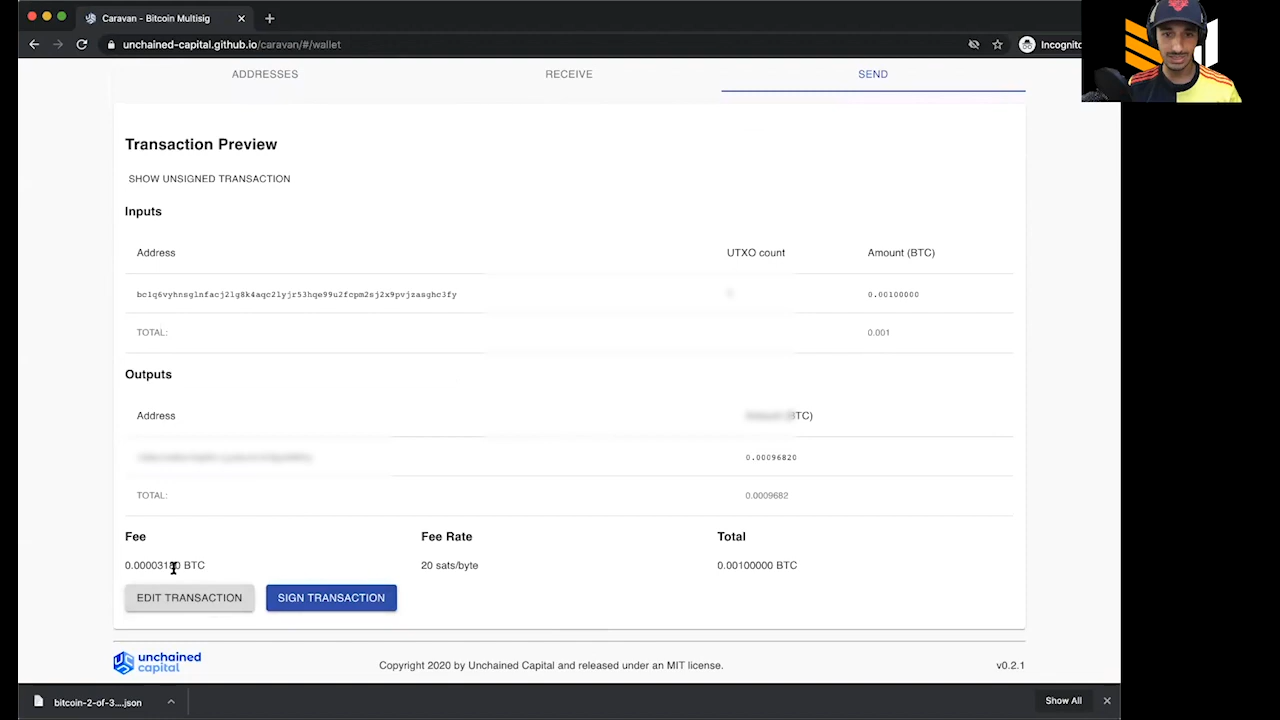 Caravan - Bitcoin Multisig
unchained-capital.github.io/caravan/#/wallet
Incognito
ADDRESSES RECEIVE SEND
Transaction Preview
SHOW UNSIGNED TRANSACTION
Inputs
Address UTXO count Amount (BTC)
bc1q6vyhnsglnfacj2lg8k4aqc2lyjr53hqe99u2fcpm2sj2x9pvjzasghc3fy 0.00100000
TOTAL: 0.001
Outputs
Address BTC)
0.00096820
TOTAL: 0.0009682
Fee Fee Rate Total
0.00003180 BTC 20 sats/byte 0.00100000 BTC
EDIT TRANSACTION SIGN TRANSACTION
unchained
capital
Copyright 2020 by Unchained Capital and released under an MIT license. v0.2.1
bitcoin-2-of-3....json Show All